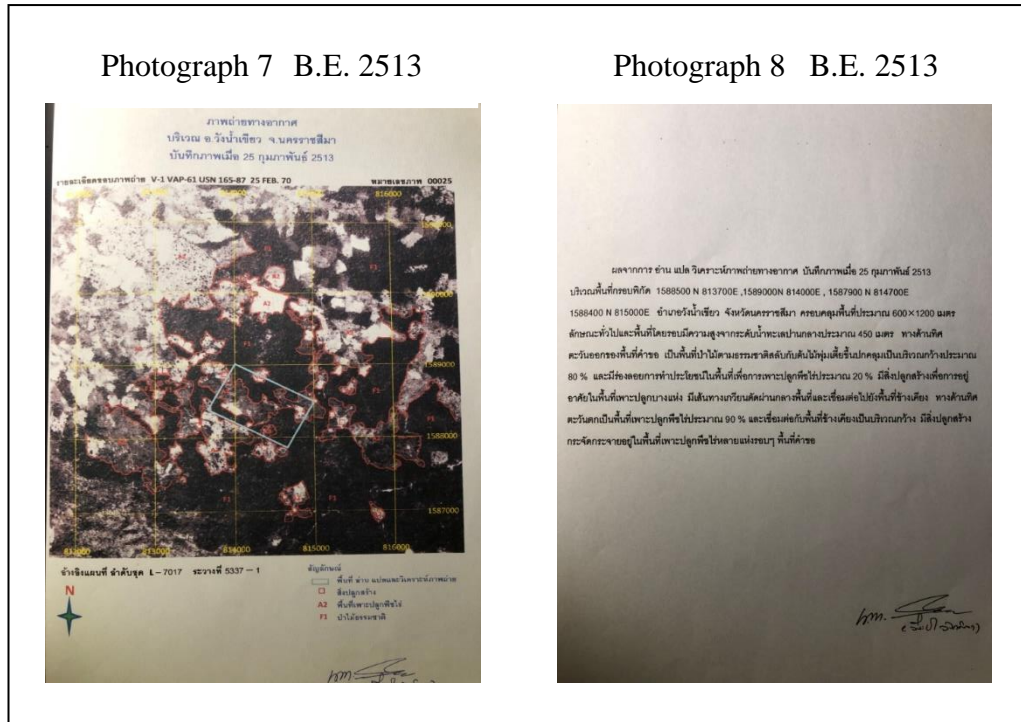 Photograph 7 B.E. 2513
ภาพถ่ายทางอากาศ
บริเวณ อ.วังน้ำเขียว จ.นครราชสีมา
บันทึกภาพเมื่อ 25 กุมภาพันธ์ 2513
รายละเอียดขอบภาพถ่าย V-1 VAP-61 USN 165-87 25 FEB. 70 หมายเลขภาพ 00025
816000
1590000
1589000
1588000
1587000
812000 813000 814000 815000 816000
อ้างอิงแผนที่ ลำดับชุด L-7017 ระวางที่ 5337-1
N
สัญลักษณ์
พื้นที่ อ่าน แปลและวิเคราะห์ภาพถ่าย
สิ่งปลูกสร้าง
A2 พื้นที่เพาะปลูกพืชไร่
F1 ป่าไม้ธรรมชาติ
Photograph 8 B.E. 2513
ผลจากการ อ่าน แปล วิเคราะห์ภาพถ่ายทางอากาศ บันทึกภาพเมื่อ 25 กุมภาพันธ์ 2513
บริเวณพื้นที่กรอบพิกัด 1588500 N 813700E ,1589000N 814000E , 1587900 N 814700E
1588400 N 815000E อำเภอวังน้ำเขียว จังหวัดนครราชสีมา ครอบคลุมพื้นที่ประมาณ 600×1200 เมตร
ลักษณะทั่วไปและพื้นที่โดยรอบมีความสูงจากระดับน้ำทะเลปานกลางประมาณ 450 เมตร ทางด้านทิศ
ตะวันออกของพื้นที่คำขอ เป็นพื้นที่ป่าไม้ตามธรรมชาติสลับกับต้นไม้พุ่มเตี้ยขึ้นปกคลุมเป็นบริเวณกว้างประมาณ
80 % และมีร่องรอยการทำประโยชน์ในพื้นที่เพื่อการเพาะปลูกพืชไร่ประมาณ 20 % มีสิ่งปลูกสร้างเพื่อการอยู่
อาศัยในพื้นที่เพาะปลูกบางแห่ง มีเส้นทางเกวียนตัดผ่านกลางพื้นที่และเชื่อมต่อไปยังพื้นที่ข้างเคียง ทางด้านทิศ
ตะวันตกเป็นพื้นที่เพาะปลูกพืชไร่ประมาณ 90 % และเชื่อมต่อกับพื้นที่ข้างเคียงเป็นบริเวณกว้าง มีสิ่งปลูกสร้าง
กระจัดกระจายอยู่ในพื้นที่เพาะปลูกพืชไร่หลายแห่งรอบๆ พื้นที่คำขอ